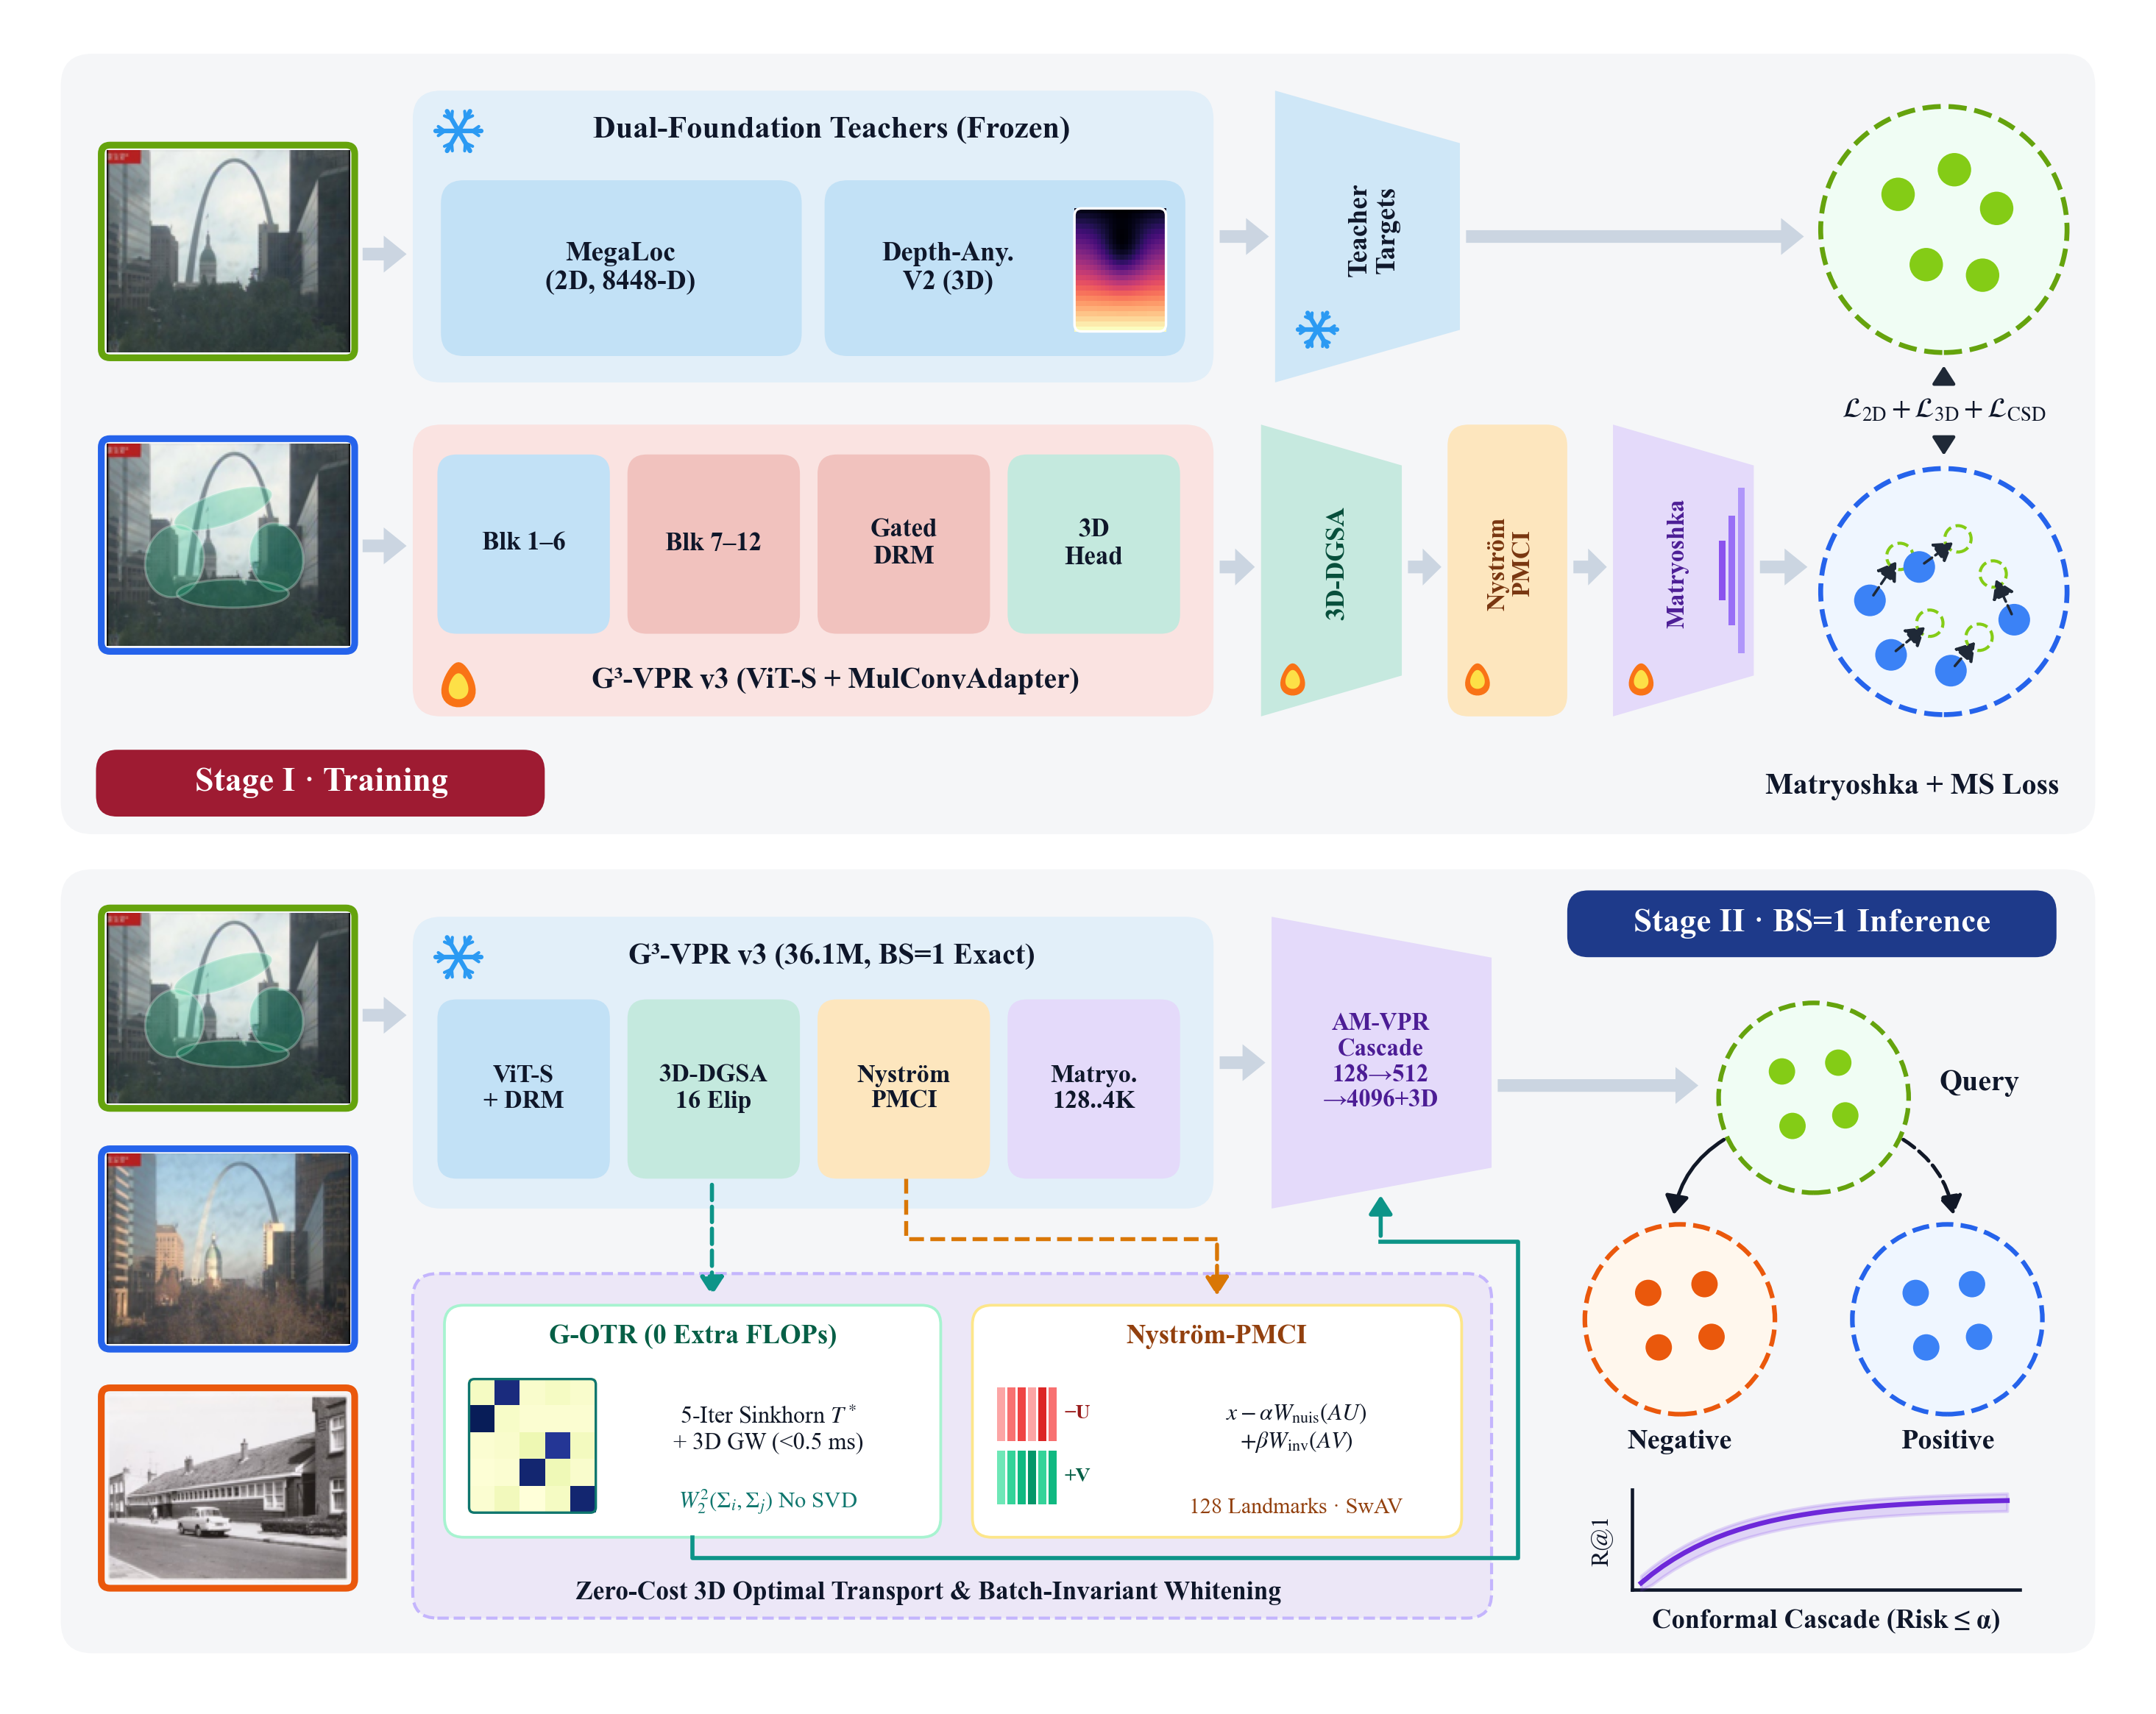 Dual-Foundation Teachers (Frozen)
MegaLoc
(2D, 8448-D)
Depth-Any.
V2 (3D)
Teacher
Targets
ℒ2D + ℒ3D + ℒCSD
Blk 1–6
Blk 7–12
Gated
DRM
3D
Head
G³-VPR v3 (ViT-S + MulConvAdapter)
3D-DGSA
Nyström
PMCI
Matryoshka
Stage I · Training
Matryoshka + MS Loss
Stage II · BS=1 Inference
G³-VPR v3 (36.1M, BS=1 Exact)
ViT-S
+ DRM
3D-DGSA
16 Elip
Nyström
PMCI
Matryo.
128..4K
AM-VPR
Cascade
128→512
→4096+3D
Query
Negative
Positive
G-OTR (0 Extra FLOPs)
5-Iter Sinkhorn T*
+ 3D GW (<0.5 ms)
W₂²(Σᵢ, Σⱼ) No SVD
Nyström-PMCI
−U
+V
x − αWnuis(AU)
+βWinv(AV)
128 Landmarks · SwAV
Zero-Cost 3D Optimal Transport & Batch-Invariant Whitening
R@1
Conformal Cascade (Risk ≤ α)